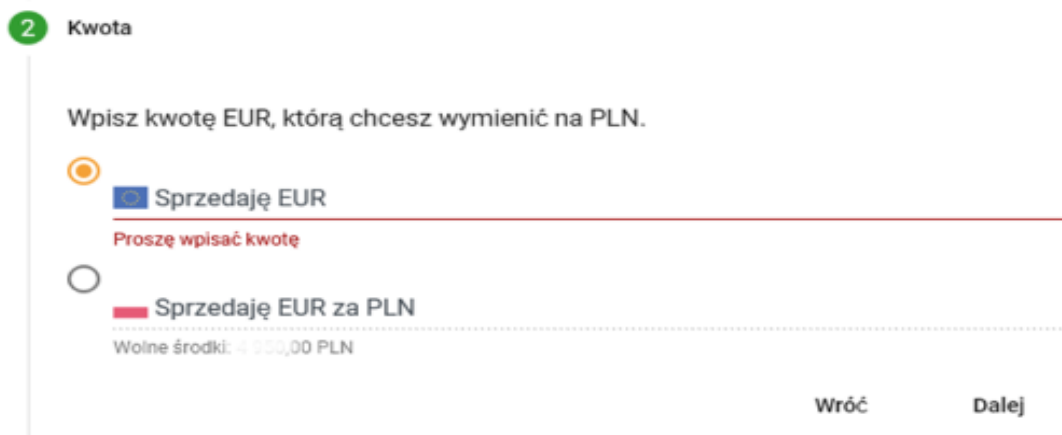 2 Kwota
Wpisz kwotę EUR, którą chcesz wymienić na PLN.
Sprzedaję EUR
Proszę wpisać kwotę
Sprzedaję EUR za PLN
Wolne środki: ,00 PLN
Wróć Dalej